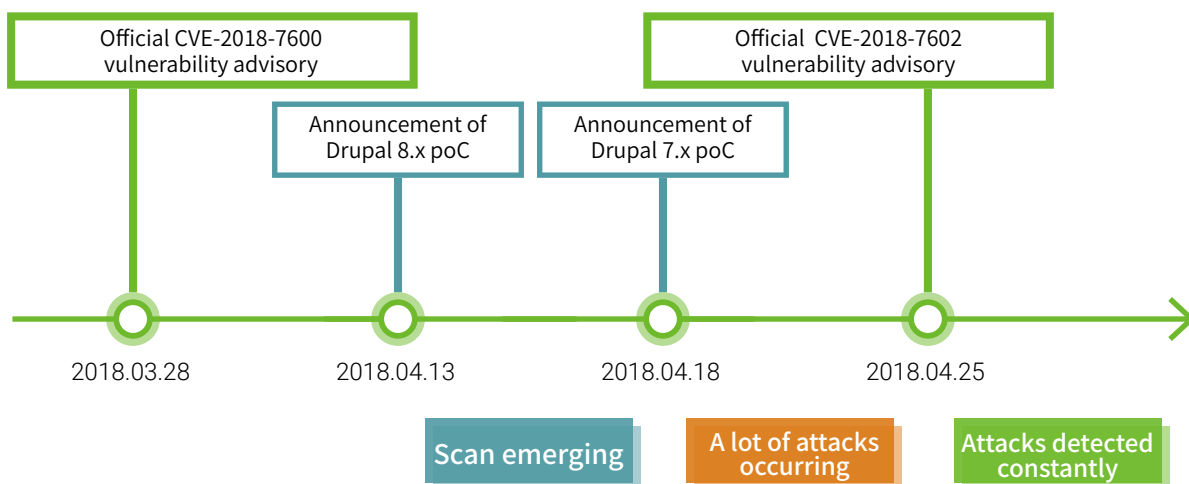 Official CVE-2018-7600
vulnerability advisory
Official CVE-2018-7602
vulnerability advisory
Announcement of
Drupal 8.x poC
Announcement of
Drupal 7.x poC
2018.03.28
2018.04.13
2018.04.18
2018.04.25
Scan emerging
A lot of attacks
occurring
Attacks detected
constantly